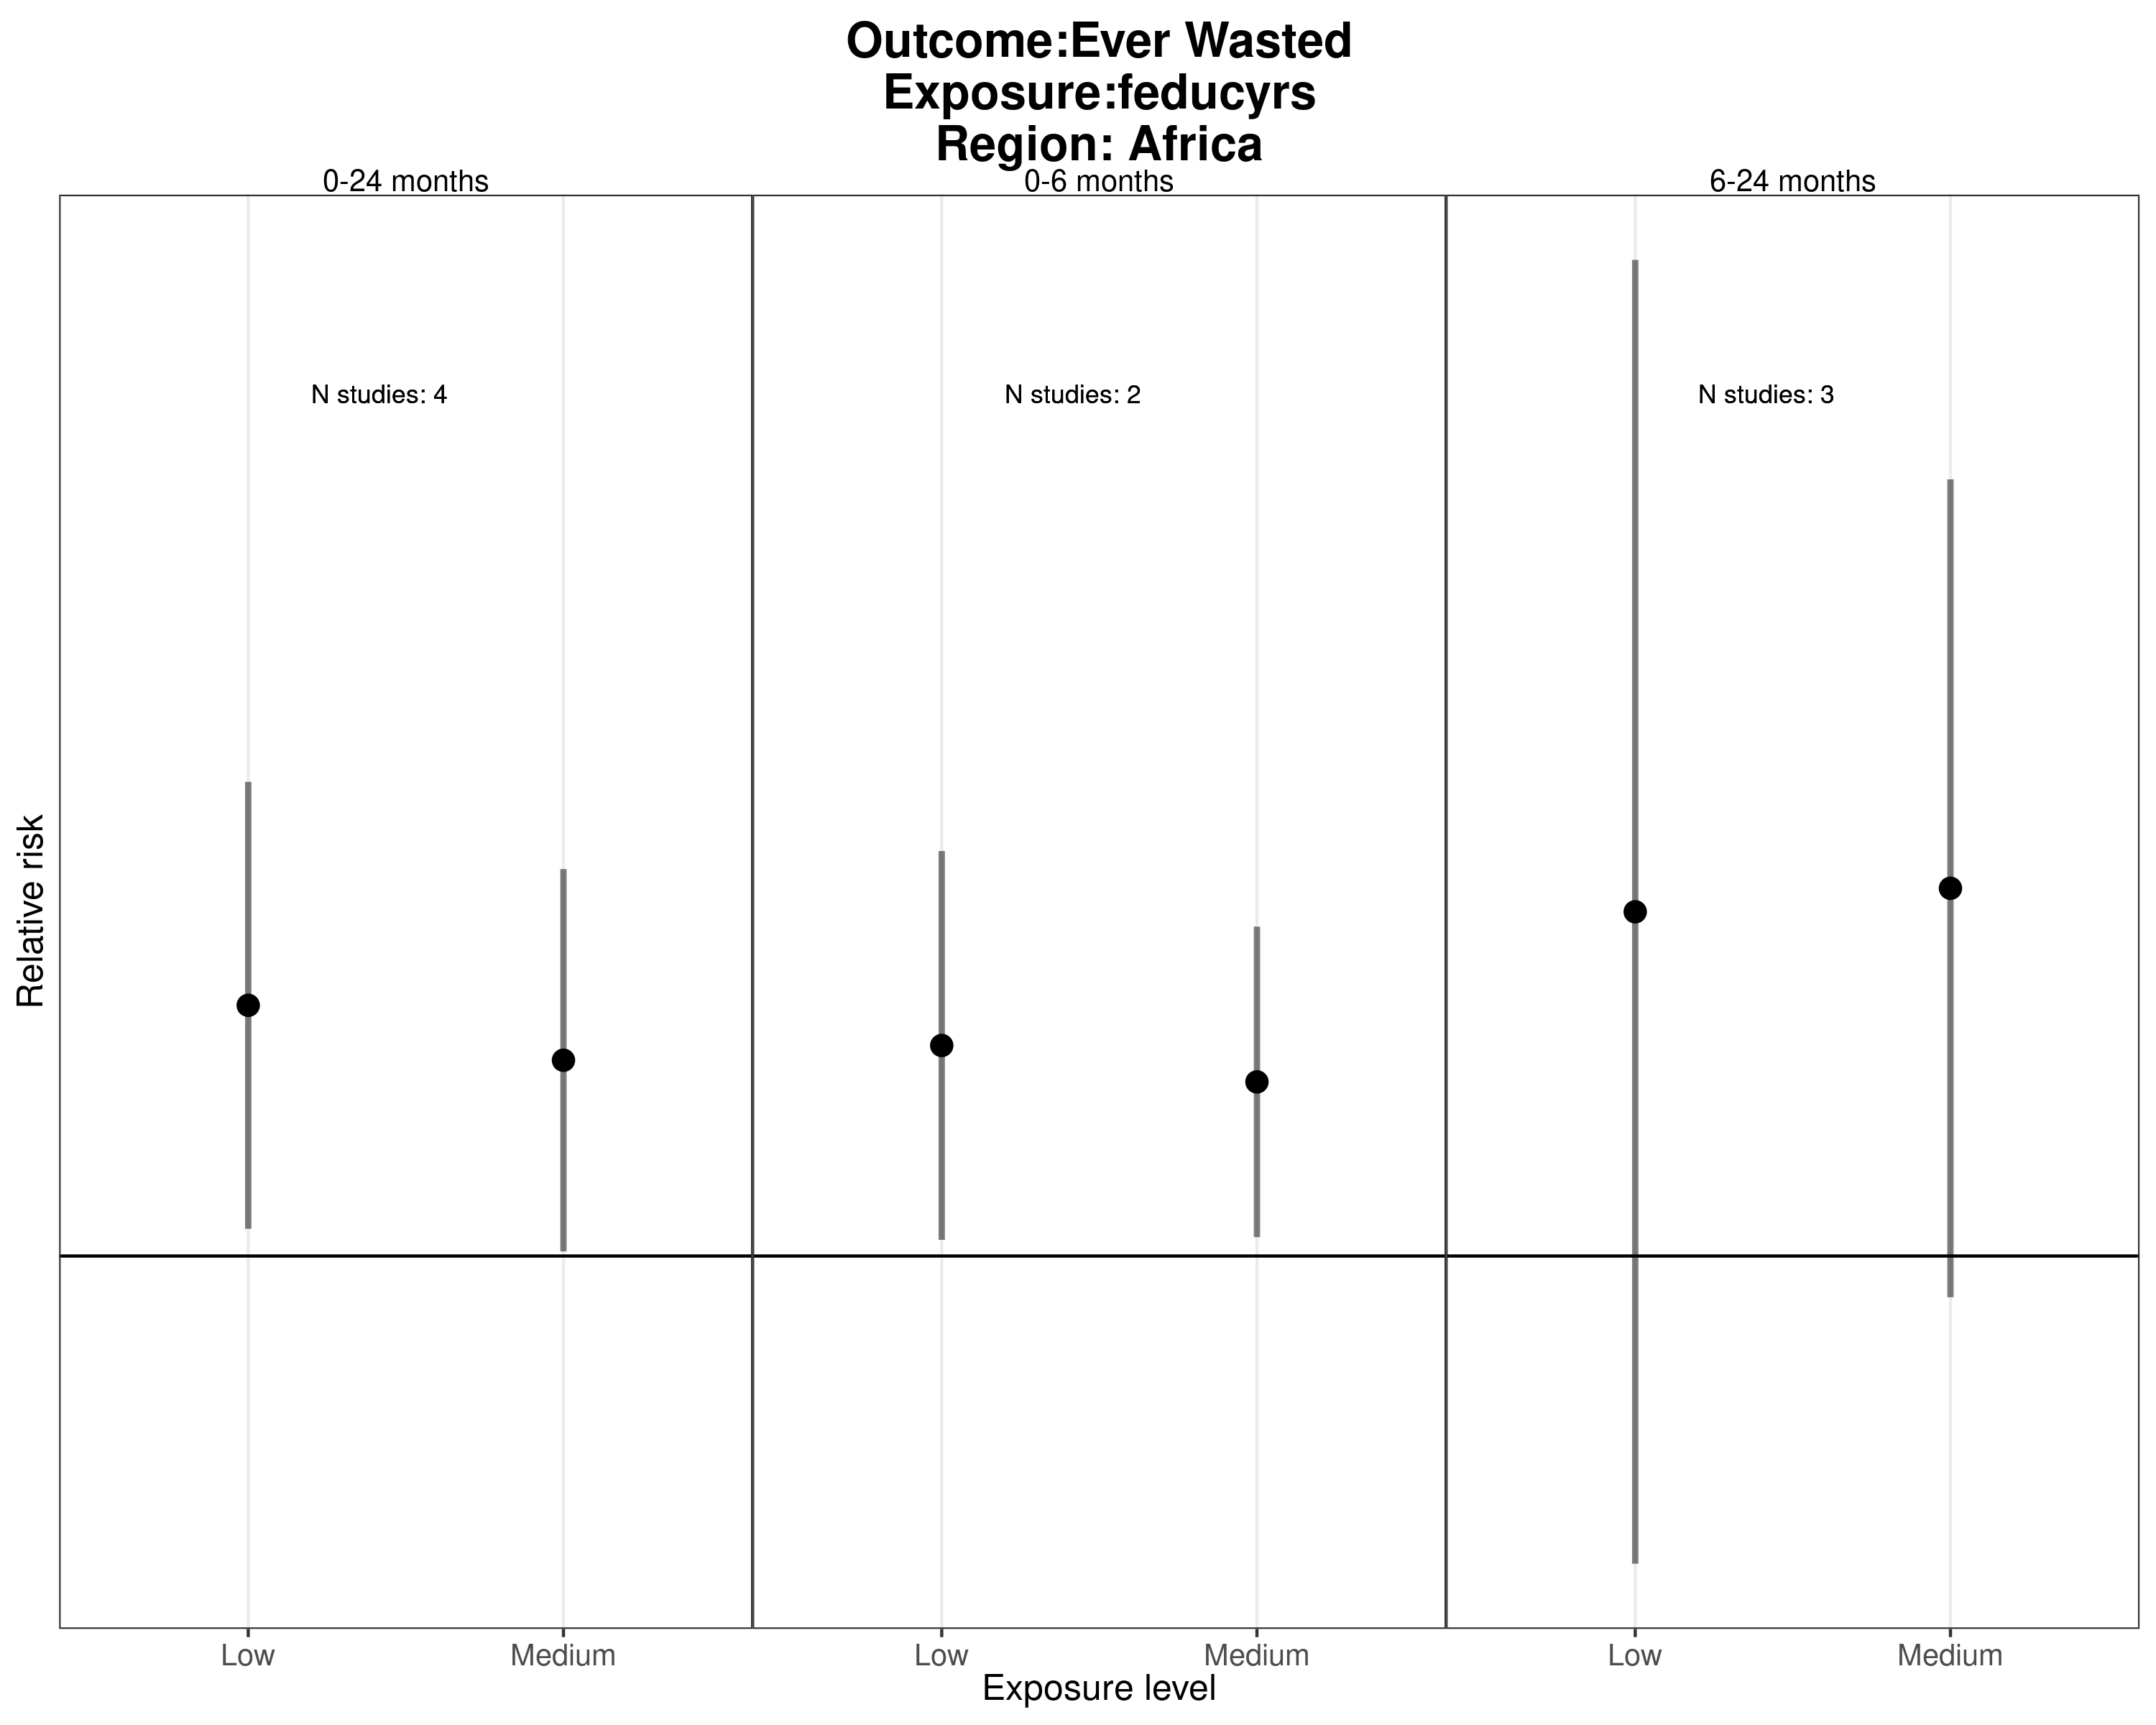 Outcome:Ever Wasted
Exposure:feducyrs
Region: Africa
0-24 months
0-6 months
6-24 months
N studies: 4
N studies: 2
N studies: 3
Relative risk
Low
Medium
Low
Medium
Low
Medium
Exposure level